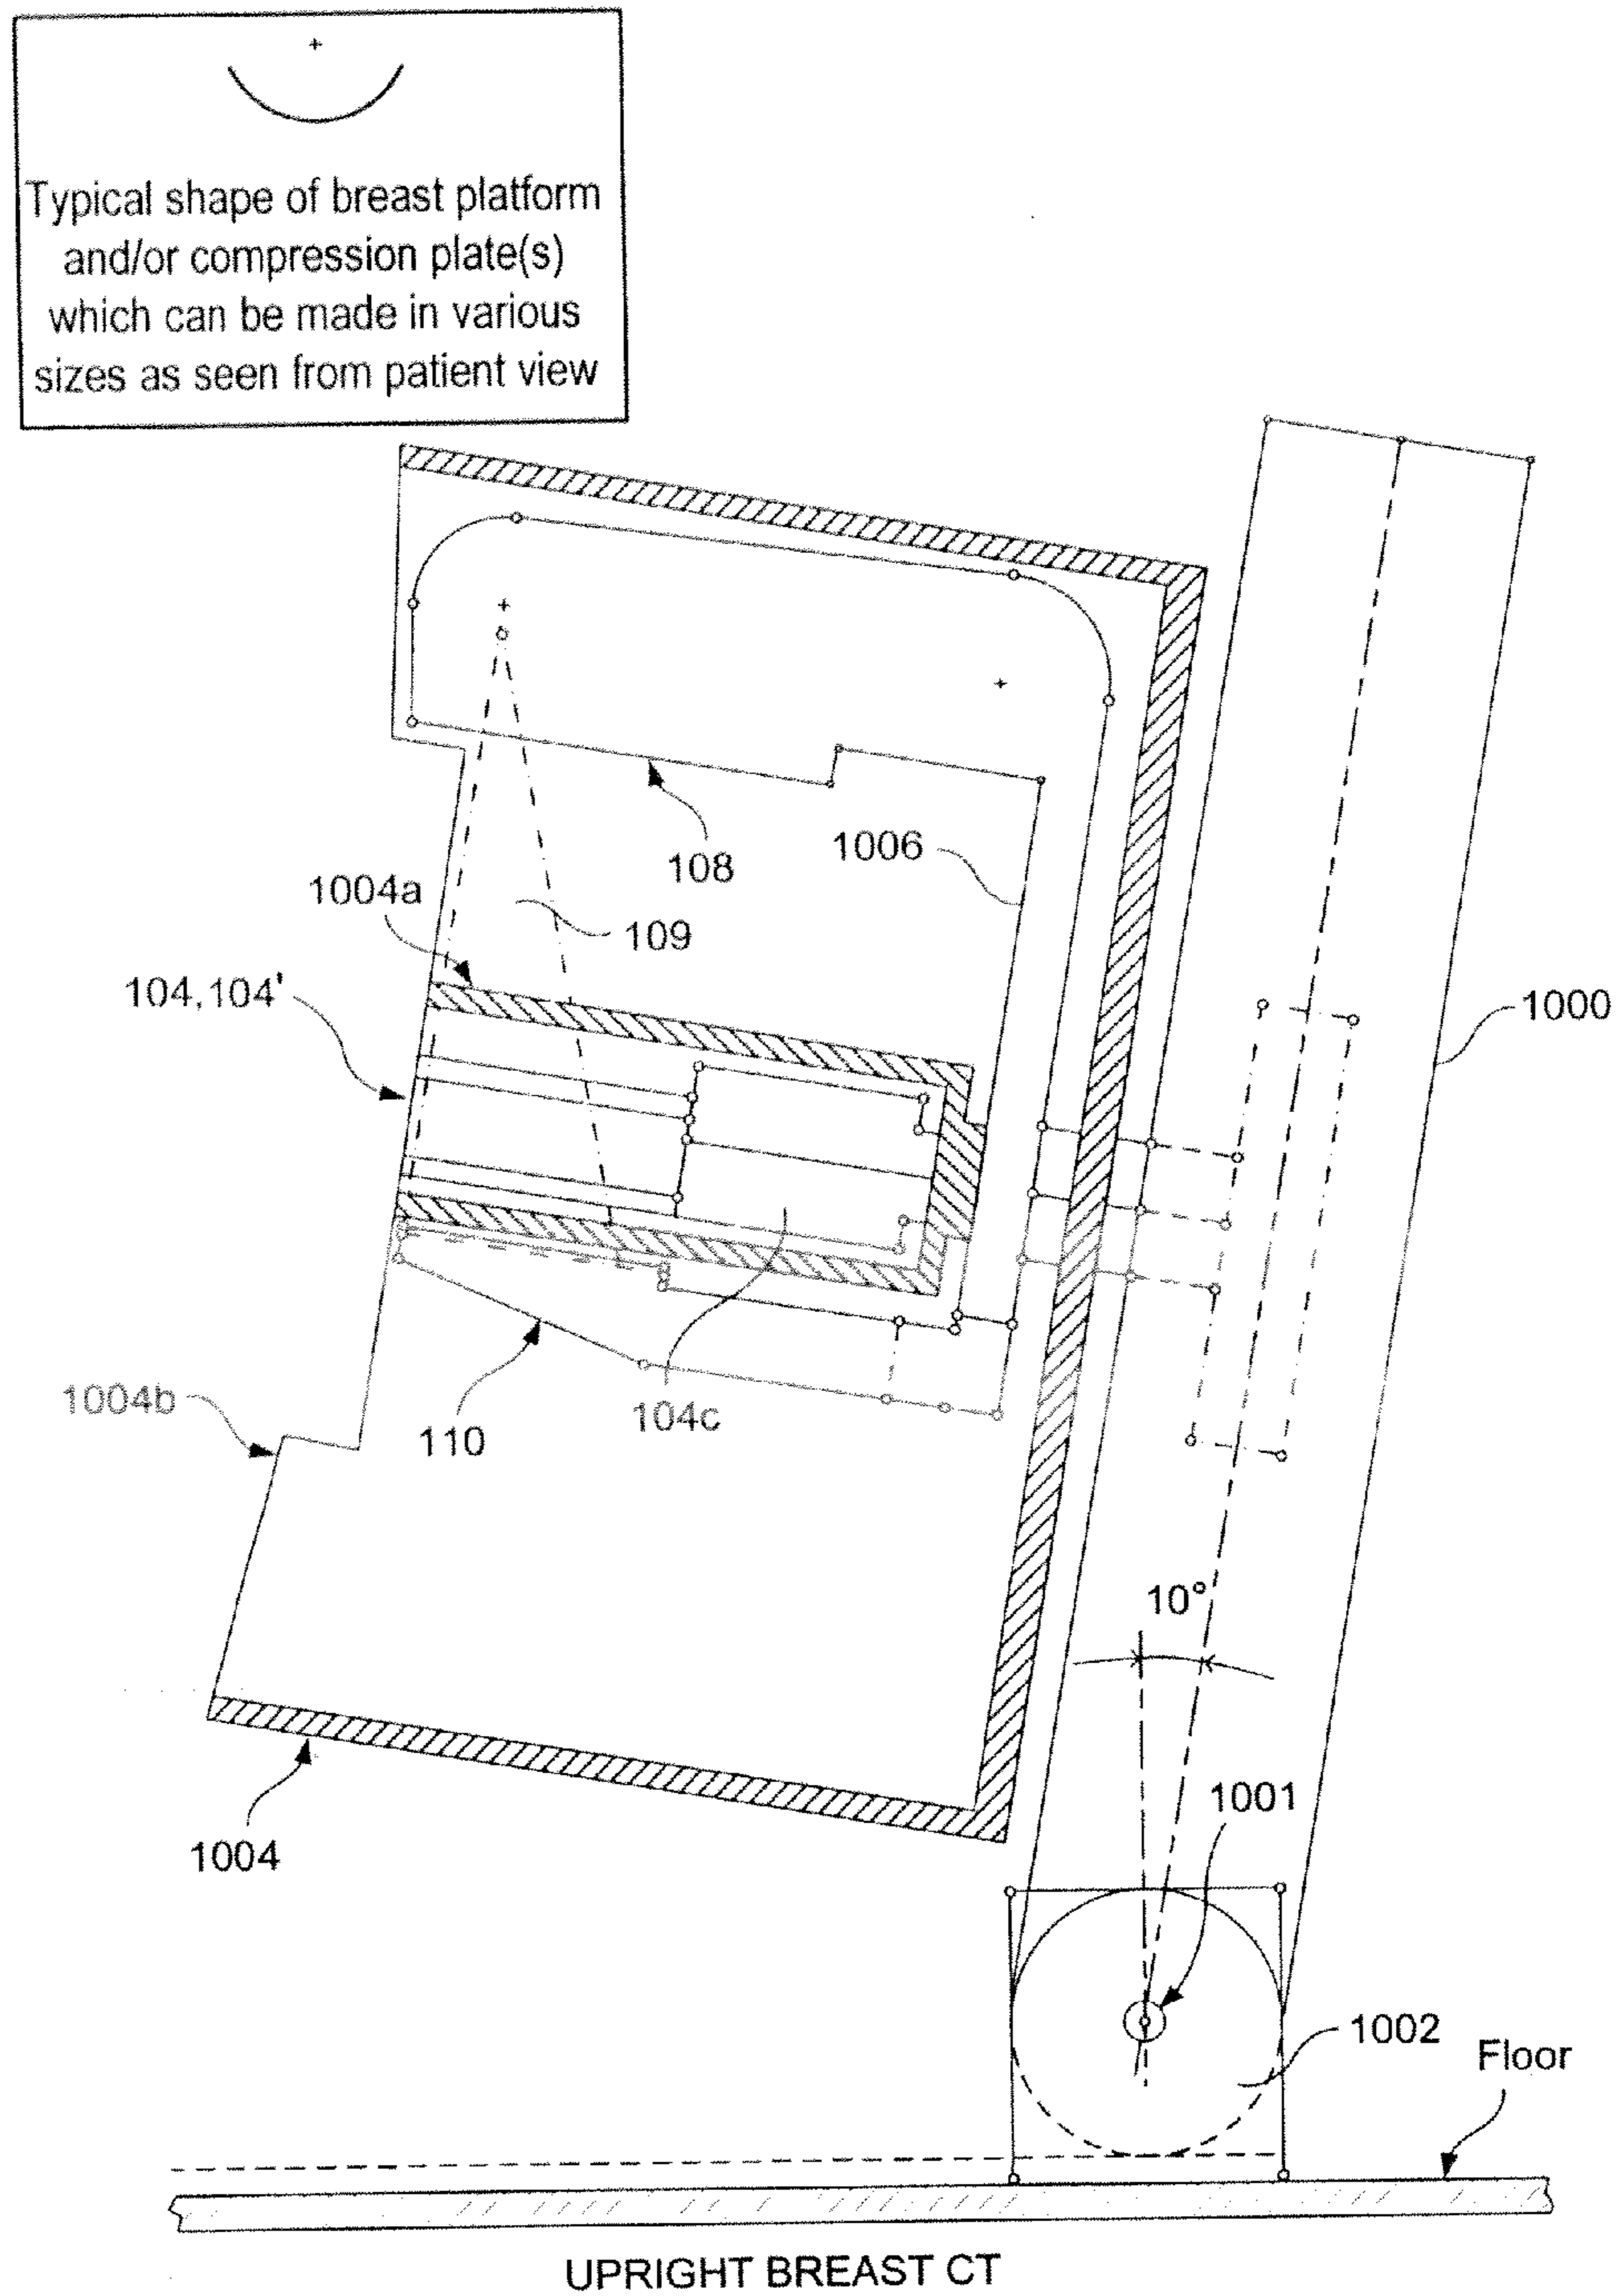 Typical shape of breast platform
and/or compression plate(s)
which can be made in various
sizes as seen from patient view
108
1006
1004a
109
104,104'
1000
1004b
110
104c
10°
1001
1004
1002
Floor
UPRIGHT BREAST CT